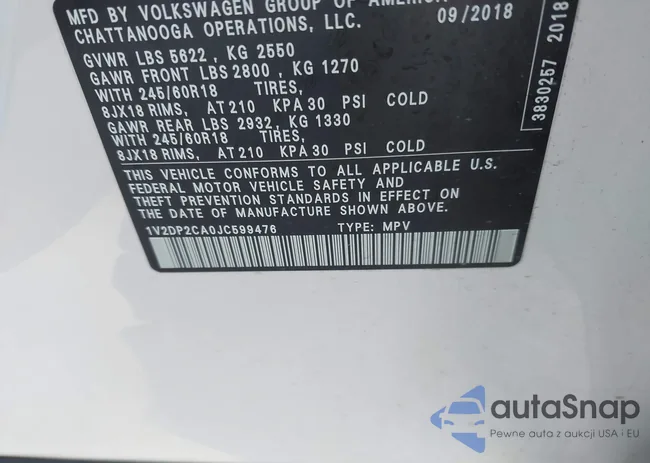 MFD BY VOLKSWAGEN GROUP OF AMERICA
CHATTANOOGA OPERATIONS, LLC.
09/2018
GVWR LBS 5622 , KG 2550
GAWR FRONT LBS 2800 , KG 1270
WITH 245/60R18 TIRES,
8JX18 RIMS, AT 210 KPA 30 PSI COLD
GAWR REAR LBS 2932, KG 1330
WITH 245/60R18 TIRES,
8JX18 RIMS, AT 210 KPA 30 PSI COLD
THIS VEHICLE CONFORMS TO ALL APPLICABLE U.S.
FEDERAL MOTOR VEHICLE SAFETY AND
THEFT PREVENTION STANDARDS IN EFFECT ON
THE DATE OF MANUFACTURE SHOWN ABOVE.
1V2DP2CA0JC599476 TYPE: MPV
3830257 2018
autaSnap
Pewne auta z aukcji USA i EU